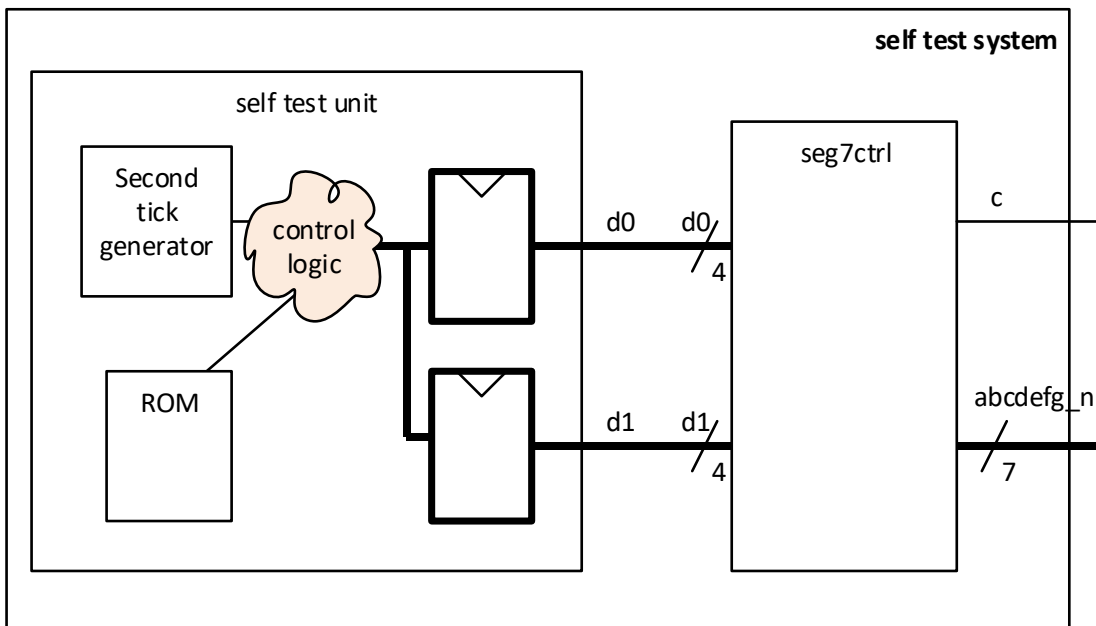 self test system
self test unit
seg7ctrl
Second
tick
generator
control
logic
c
d0
d0
4
ROM
abcdefg_n
d1
d1
4
7